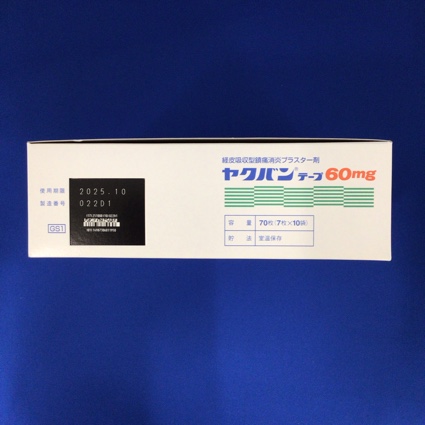 経皮吸収型鎮痛消炎プラスター剤
ヤクバン®テープ60mg
使用期限 2025.10
製造番号 022D1
GS1
容量 70枚(7枚×10袋)
貯法 室温保存